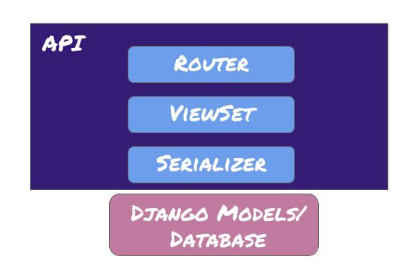 API
Router
ViewSet
Serializer
Django Models/
Database